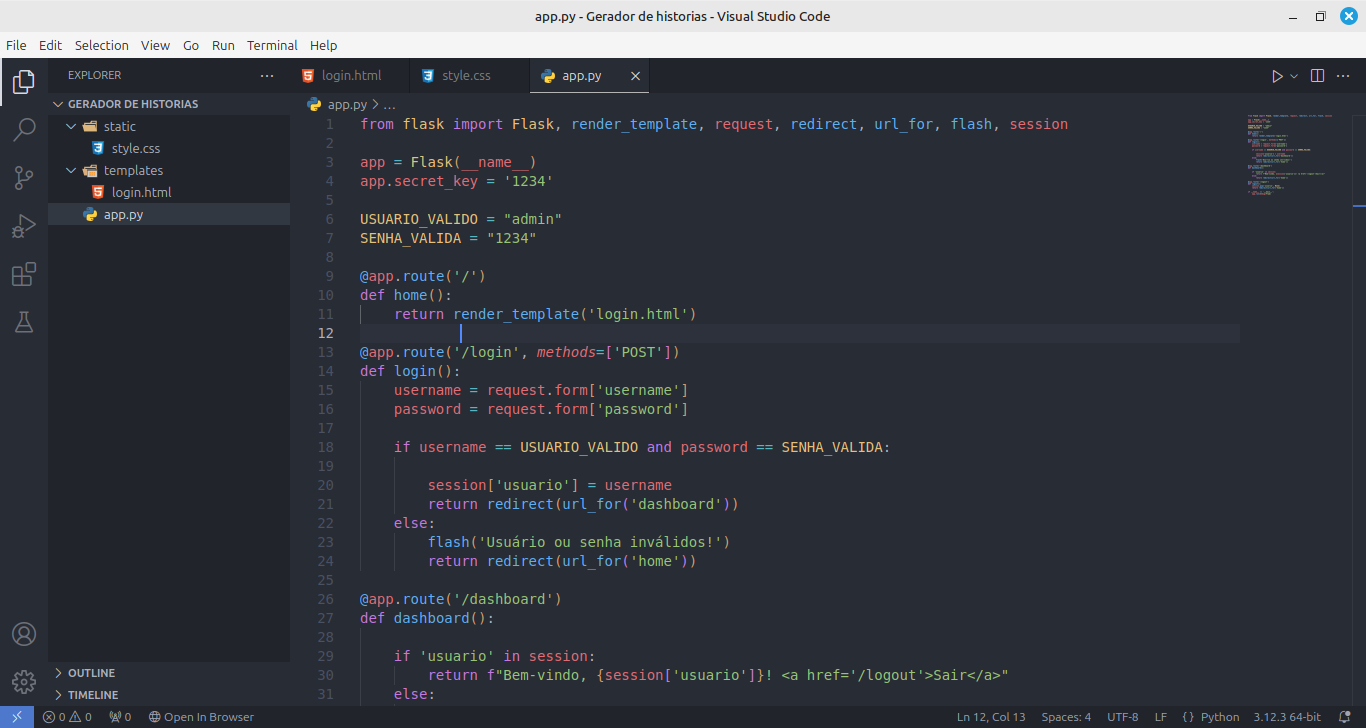 app.py - Gerador de historias - Visual Studio Code
File Edit Selection View Go Run Terminal Help
EXPLORER
login.html
style.css
app.py
GERADOR DE HISTORIAS
static
style.css
templates
login.html
app.py
OUTLINE
TIMELINE
app.py > ...
1 from flask import Flask, render_template, request, redirect, url_for, flash, session
2
3 app = Flask(__name__)
4 app.secret_key = '1234'
5
6 USUARIO_VALIDO = "admin"
7 SENHA_VALIDA = "1234"
8
9 @app.route('/')
10 def home():
11     return render_template('login.html')
12
13 @app.route('/login', methods=['POST'])
14 def login():
15     username = request.form['username']
16     password = request.form['password']
17
18     if username == USUARIO_VALIDO and password == SENHA_VALIDA:
19
20         session['usuario'] = username
21         return redirect(url_for('dashboard'))
22     else:
23         flash('Usuário ou senha inválidos!')
24         return redirect(url_for('home'))
25
26 @app.route('/dashboard')
27 def dashboard():
28
29     if 'usuario' in session:
30         return f"Bem-vindo, {session['usuario']}! <a href='/logout'>Sair</a>"
31     else:
0 0 0 Open In Browser
Ln 12, Col 13 Spaces: 4 UTF-8 LF {} Python 3.12.3 64-bit